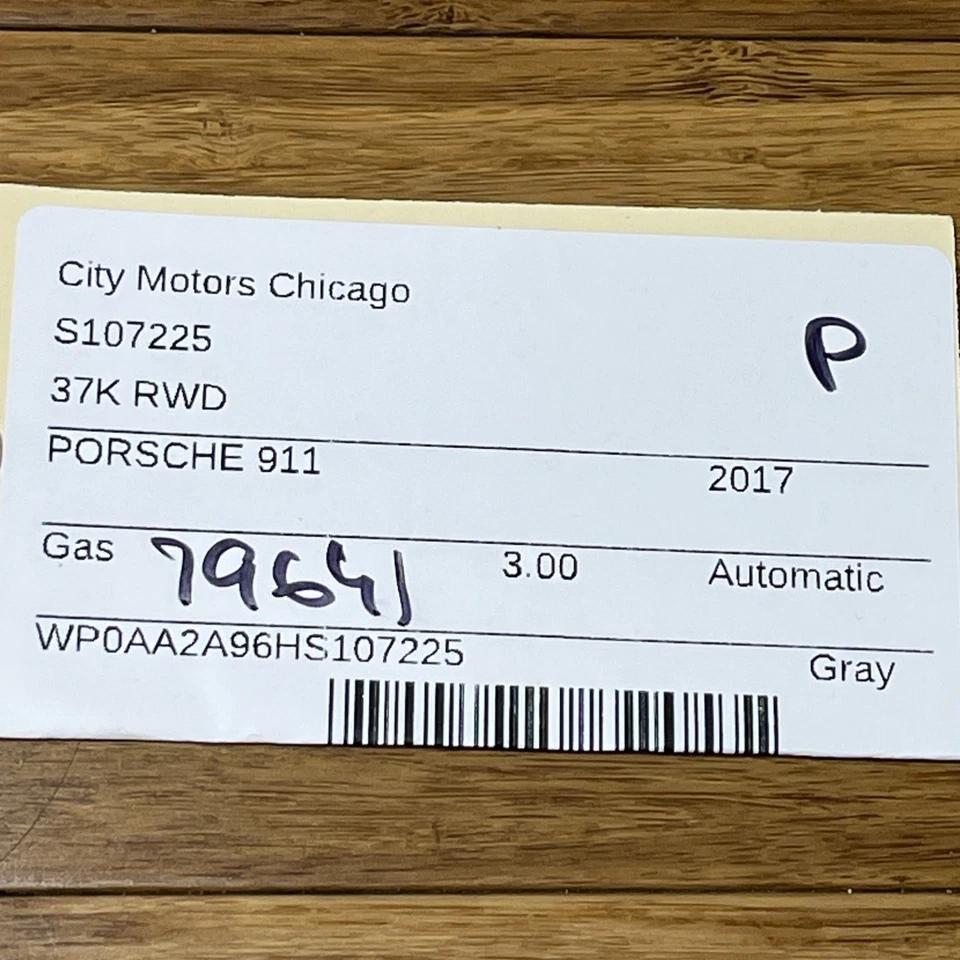 City Motors Chicago
S107225
P
37K RWD
PORSCHE 911 2017
Gas 79641 3.00 Automatic
WP0AA2A96HS107225 Gray